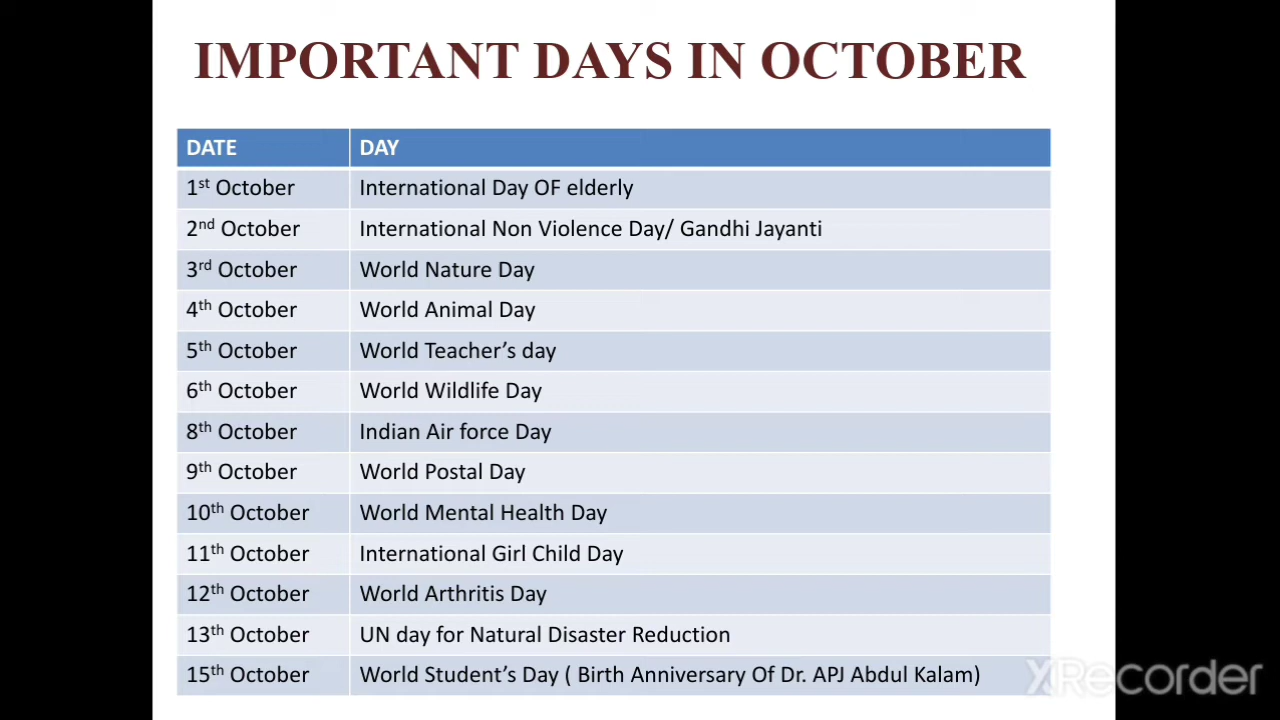 IMPORTANT DAYS IN OCTOBER
DATE DAY
1st October International Day OF elderly
2nd October International Non Violence Day/ Gandhi Jayanti
3rd October World Nature Day
4th October World Animal Day
5th October World Teacher’s day
6th October World Wildlife Day
8th October Indian Air force Day
9th October World Postal Day
10th October World Mental Health Day
11th October International Girl Child Day
12th October World Arthritis Day
13th October UN day for Natural Disaster Reduction
15th October World Student’s Day ( Birth Anniversary Of Dr. APJ Abdul Kalam)
XRecorder